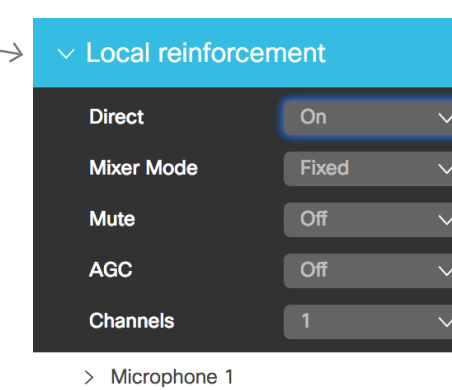 Local reinforcement
Direct On
Mixer Mode Fixed
Mute Off
AGC Off
Channels 1
Microphone 1